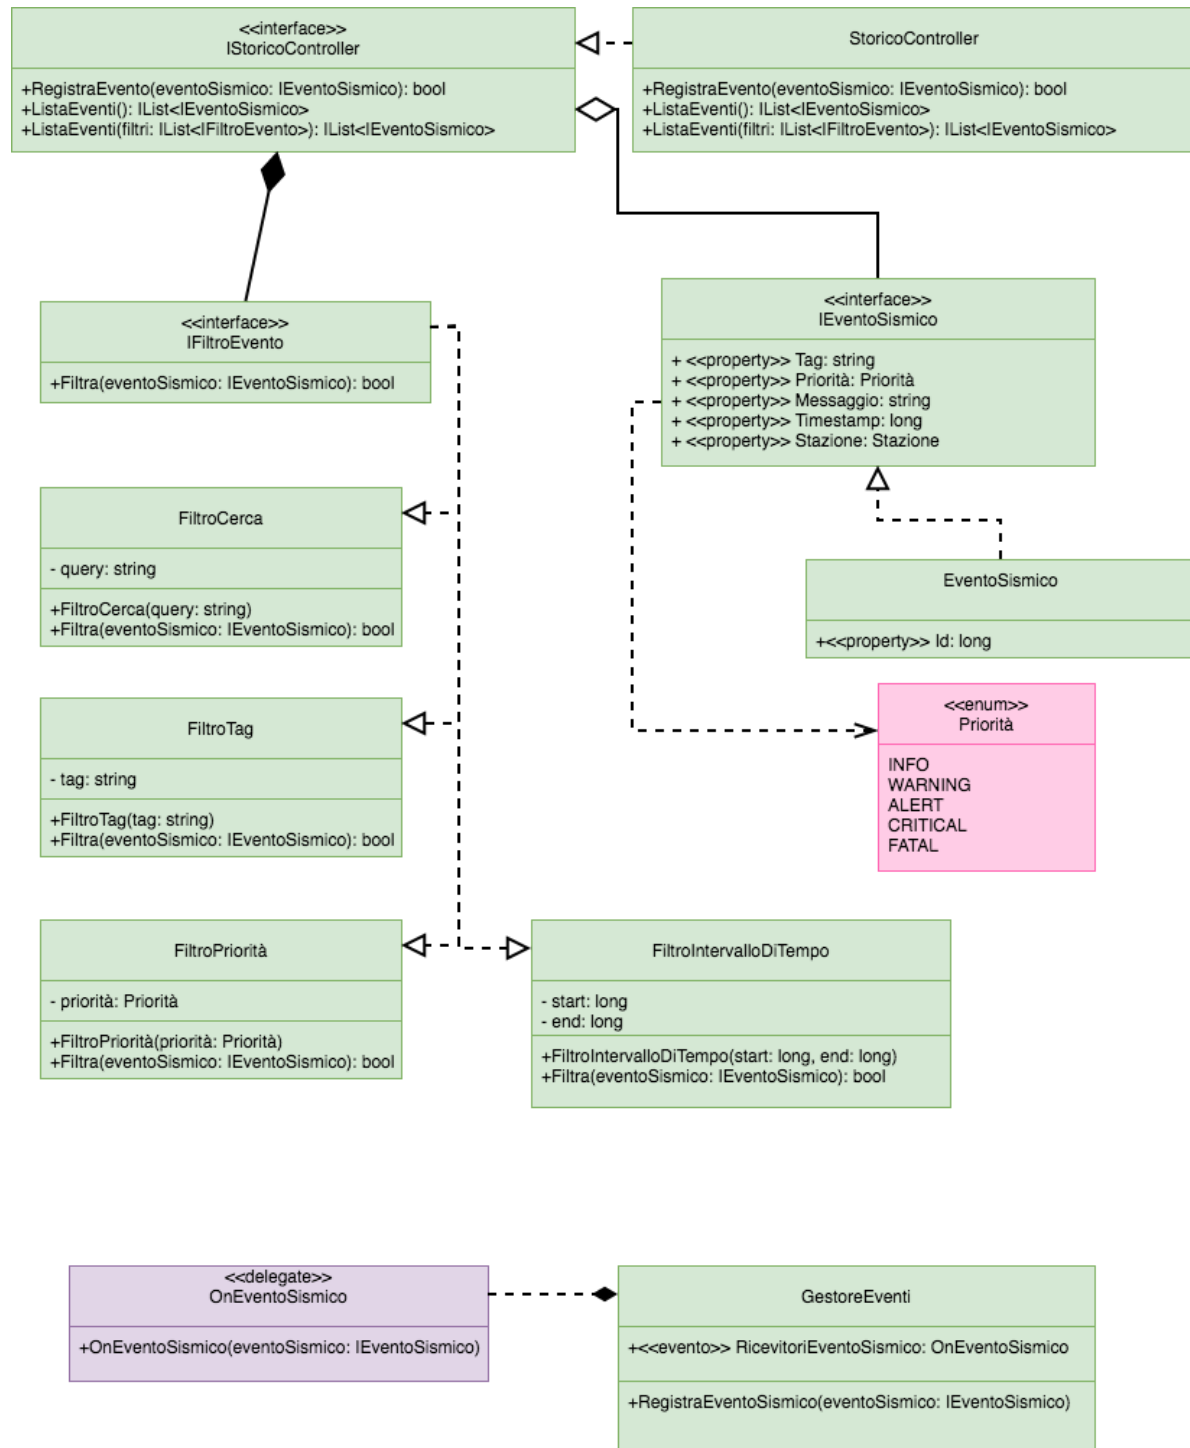 <<interface>>
IStoricoController
+RegistraEvento(eventoSismico: IEventoSismico): bool
+ListaEventi(): IList<IEventoSismico>
+ListaEventi(filtri: IList<IFiltroEvento>): IList<IEventoSismico>
StoricoController
+RegistraEvento(eventoSismico: IEventoSismico): bool
+ListaEventi(): IList<IEventoSismico>
+ListaEventi(filtri: IList<IFiltroEvento>): IList<IEventoSismico>
<<interface>>
IFiltroEvento
+Filtra(eventoSismico: IEventoSismico): bool
<<interface>>
IEventoSismico
+ <<property>> Tag: string
+ <<property>> Priorità: Priorità
+ <<property>> Messaggio: string
+ <<property>> Timestamp: long
+ <<property>> Stazione: Stazione
FiltroCerca
- query: string
+FiltroCerca(query: string)
+Filtra(eventoSismico: IEventoSismico): bool
EventoSismico
+<<property>> Id: long
FiltroTag
- tag: string
+FiltroTag(tag: string)
+Filtra(eventoSismico: IEventoSismico): bool
<<enum>>
Priorità
INFO
WARNING
ALERT
CRITICAL
FATAL
FiltroPriorità
- priorità: Priorità
+FiltroPriorità(priorità: Priorità)
+Filtra(eventoSismico: IEventoSismico): bool
FiltroIntervalloDiTempo
- start: long
- end: long
+FiltroIntervalloDiTempo(start: long, end: long)
+Filtra(eventoSismico: IEventoSismico): bool
<<delegate>>
OnEventoSismico
+OnEventoSismico(eventoSismico: IEventoSismico)
GestoreEventi
+<<evento>> RicevitoriEventoSismico: OnEventoSismico
+RegistraEventoSismico(eventoSismico: IEventoSismico)